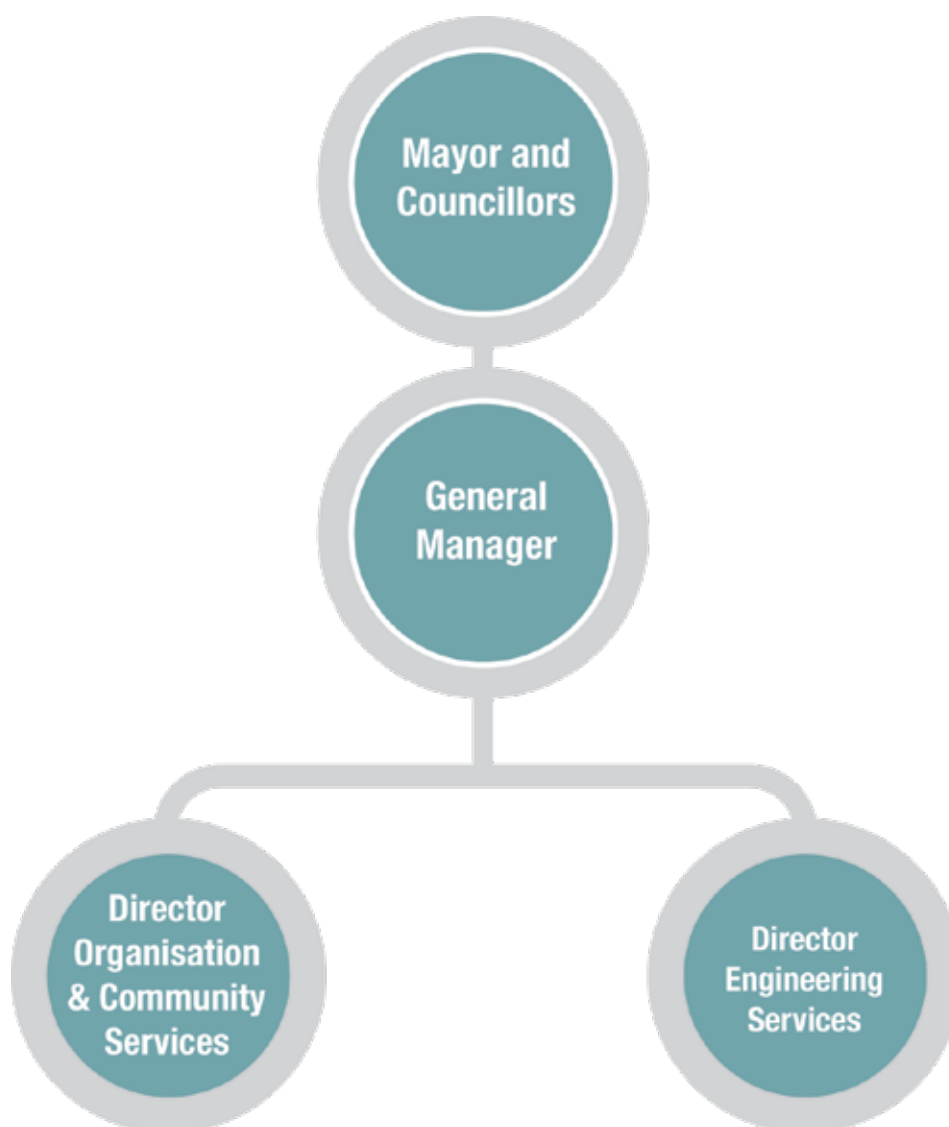 Mayor and
Councillors
General
Manager
Director
Organisation
& Community
Services
Director
Engineering
Services